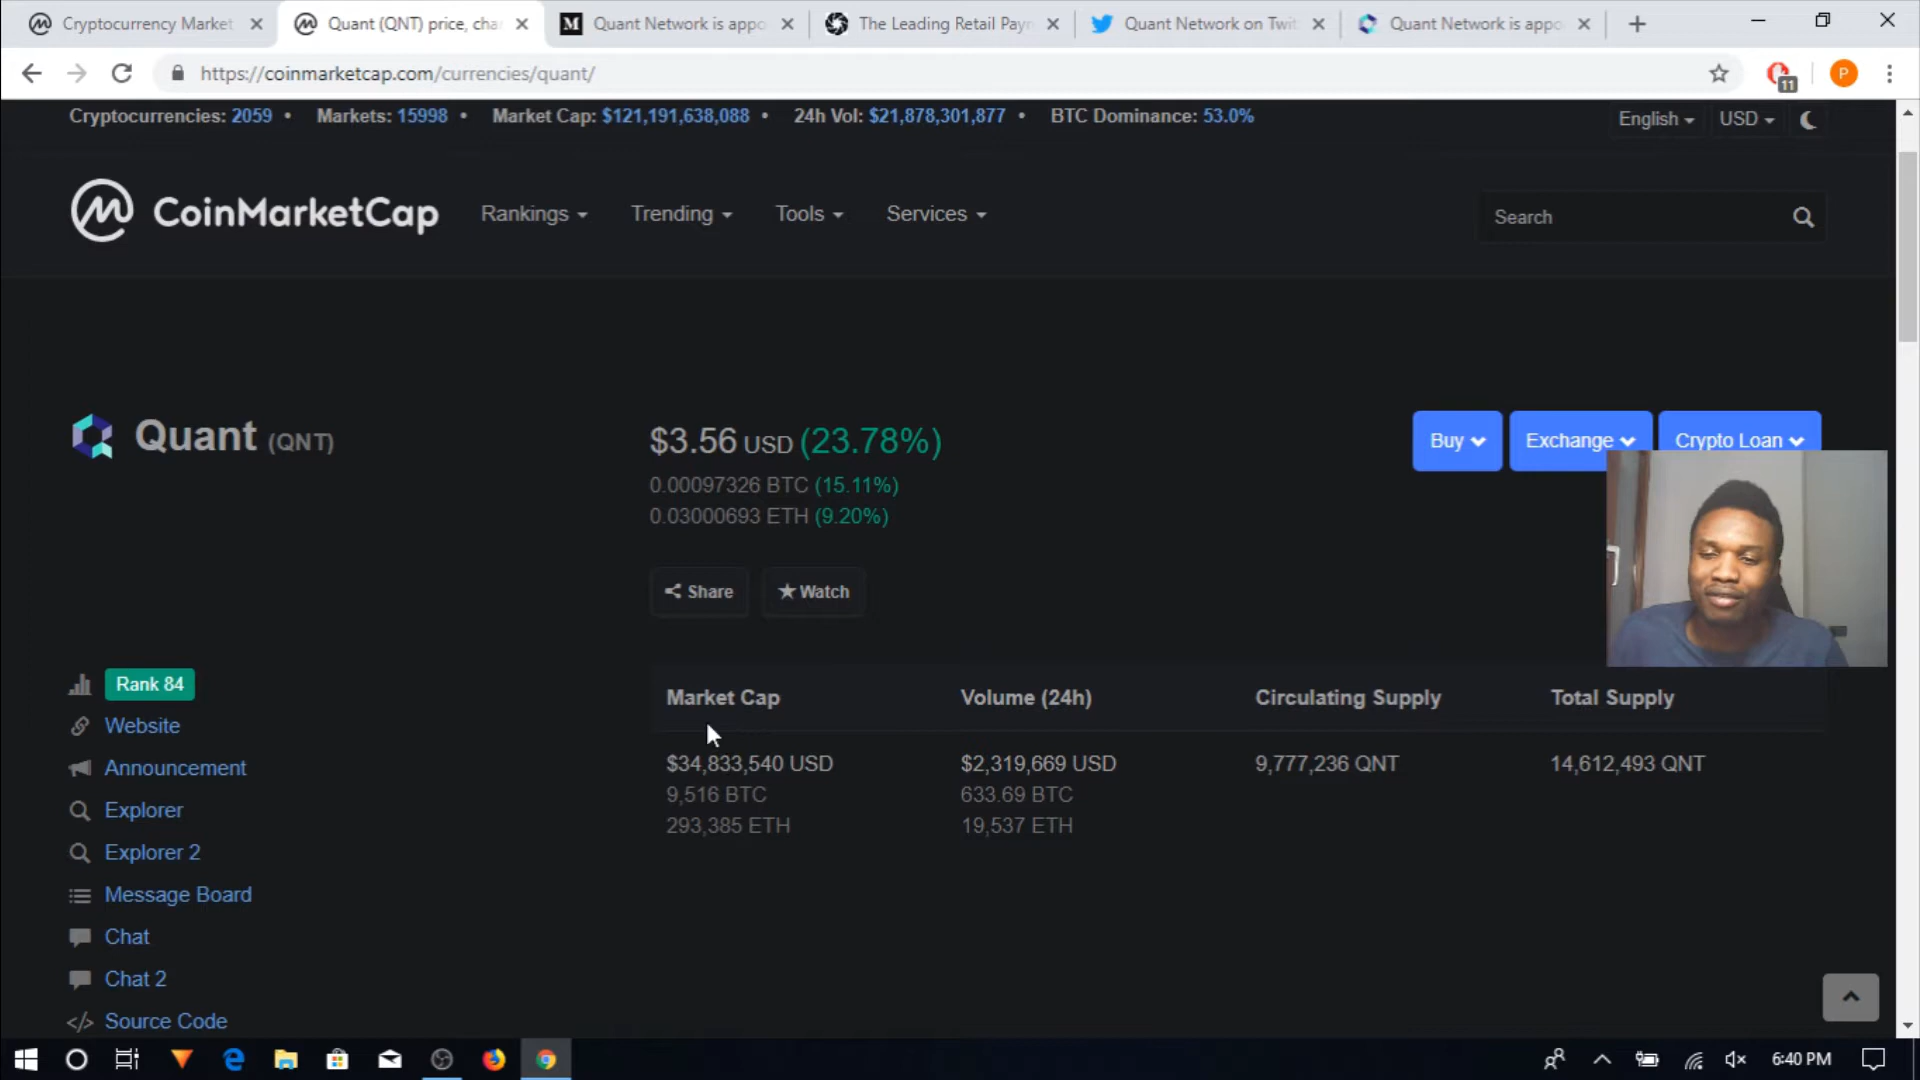 Cryptocurrency Market
Quant (QNT) price, cha
Quant Network is appo
The Leading Retail Payn
Quant Network on Twit
Quant Network is appo
https://coinmarketcap.com/currencies/quant/
11
P
Cryptocurrencies: 2059 • Markets: 15998 • Market Cap: $121,191,638,088 • 24h Vol: $21,878,301,877 • BTC Dominance: 53.0%
English USD
CoinMarketCap
Rankings Trending Tools Services
Search
Quant (QNT)
$3.56 USD (23.78%)
0.00097326 BTC (15.11%)
0.03000693 ETH (9.20%)
Buy Exchange Crypto Loan
Share Watch
Rank 84
Website
Announcement
Explorer
Explorer 2
Message Board
Chat
Chat 2
Source Code
Market Cap Volume (24h) Circulating Supply Total Supply
$34,833,540 USD $2,319,669 USD 9,777,236 QNT 14,612,493 QNT
9,516 BTC 633.69 BTC
293,385 ETH 19,537 ETH
6:40 PM